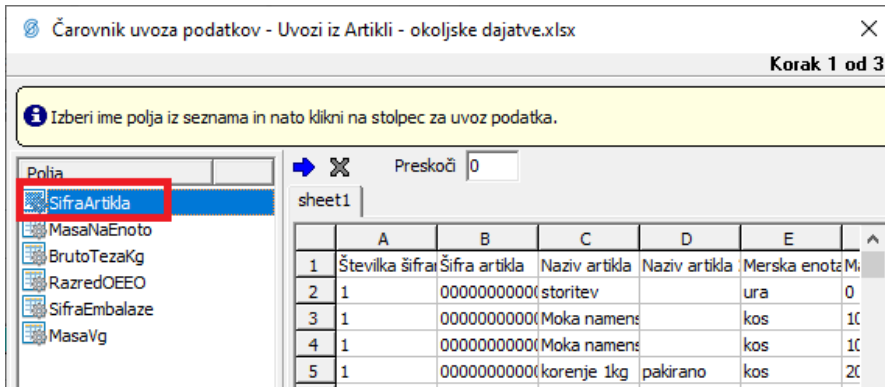 Čarovnik uvoza podatkov - Uvozi iz Artikli - okoljske dajatve.xlsx
Korak 1 od 3
Izberi ime polja iz seznama in nato klikni na stolpec za uvoz podatka.
Polja
SifraArtikla
MasaNaEnoto
BrutoTezaKg
RazredOEEO
SifraEmbalaze
MasaVg
Preskoči 0
sheet1
A B C D E
1 Številka šifrar Šifra artikla Naziv artikla Naziv artikla Merska enota
2 1 00000000000 storitev ura 0
3 1 00000000000 Moka namens kos 10
4 1 00000000000 Moka namens kos 10
5 1 00000000000 korenje 1kg pakirano kos 20